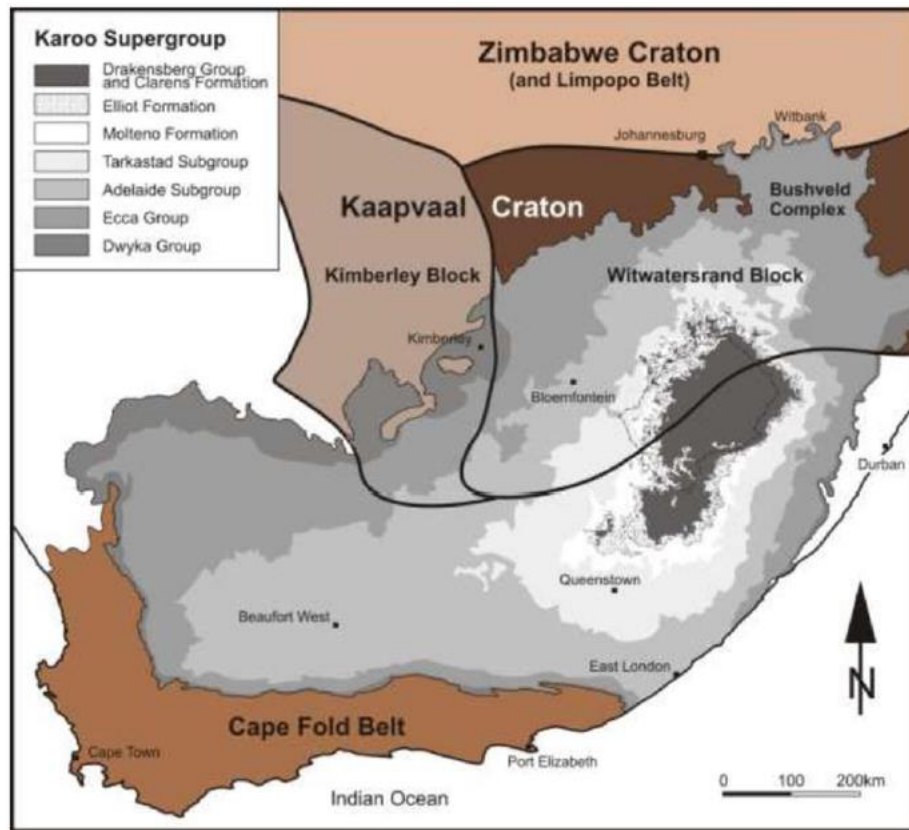 Karoo Supergroup
Drakensberg Group
and Clarens Formation
Elliot Formation
Molteno Formation
Tarkastad Subgroup
Adelaide Subgroup
Ecca Group
Dwyka Group
Zimbabwe Craton
(and Limpopo Belt)
Witbank
Johannesburg
Kaapvaal Craton
Bushveld
Complex
Kimberley Block
Witwatersrand Block
Kimberley
Bloemfontein
Durban
Queenstown
Beaufort West
East London
N
Cape Fold Belt
Cape Town
Port Elizabeth
0 100 200km
Indian Ocean